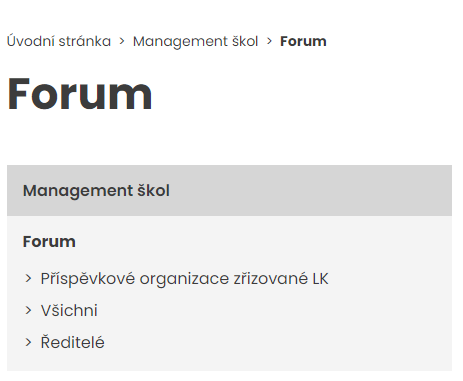 Úvodní stránka > Management škol > Forum
Forum
Management škol
Forum
> Příspěvkové organizace zřizované LK
> Všichni
> Ředitelé